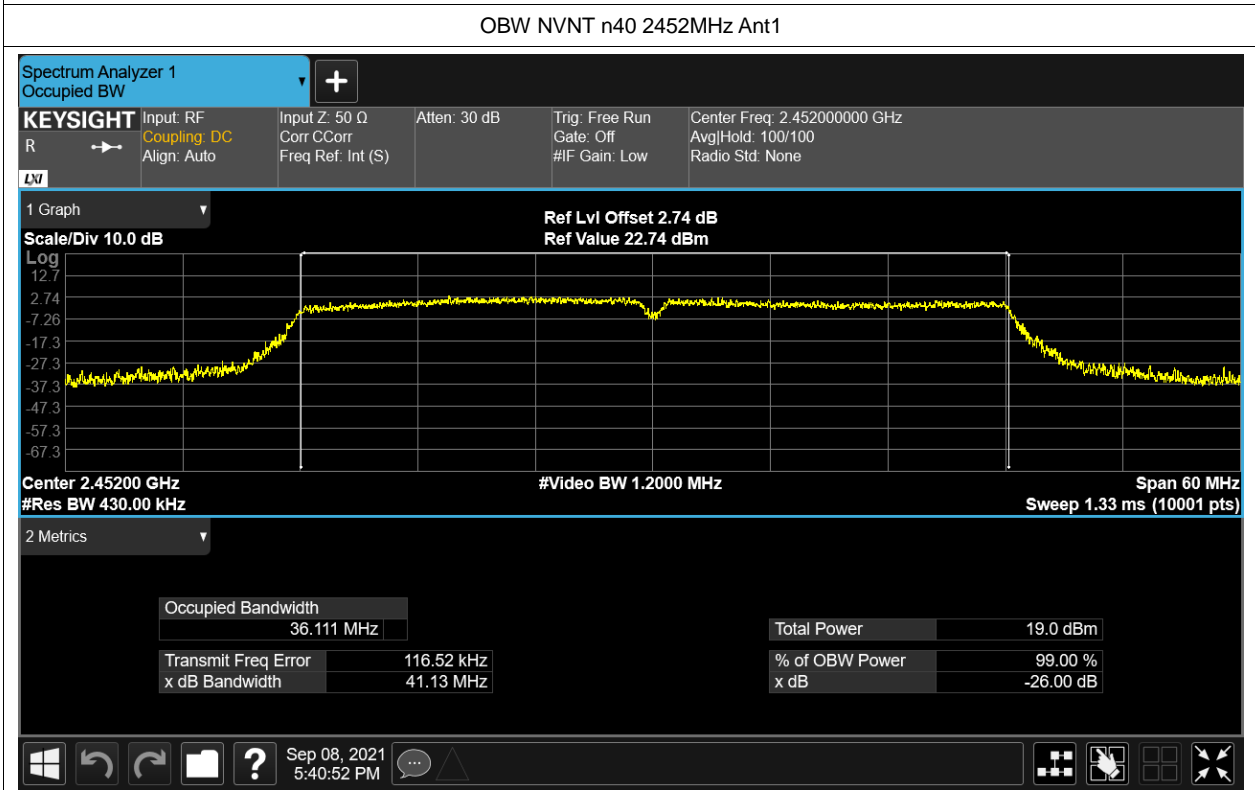 OBW NVNT n40 2452MHz Ant1
Spectrum Analyzer 1
Occupied BW
KEYSIGHT
R
LXI
Input: RF
Coupling: DC
Align: Auto
Input Z: 50 Ω
Corr CCorr
Freq Ref: Int (S)
Atten: 30 dB
Trig: Free Run
Gate: Off
#IF Gain: Low
Center Freq: 2.452000000 GHz
Avg|Hold: 100/100
Radio Std: None
1 Graph
Scale/Div 10.0 dB
Ref Lvl Offset 2.74 dB
Ref Value 22.74 dBm
Log
12.7
2.74
-7.26
-17.3
-27.3
-37.3
-47.3
-57.3
-67.3
Center 2.45200 GHz
#Res BW 430.00 kHz
#Video BW 1.2000 MHz
Span 60 MHz
Sweep 1.33 ms (10001 pts)
2 Metrics
Occupied Bandwidth
36.111 MHz
Transmit Freq Error 116.52 kHz
x dB Bandwidth 41.13 MHz
Total Power 19.0 dBm
% of OBW Power 99.00 %
x dB -26.00 dB
?
Sep 08, 2021
5:40:52 PM